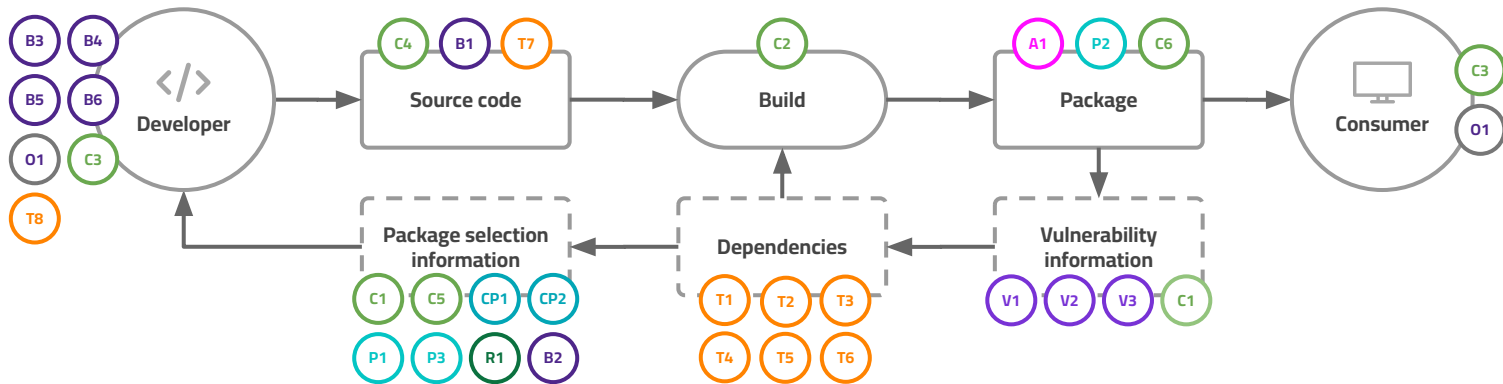 B3 B4
B5 B6
O1 C3
T8
</>
Developer
C4 B1 T7
Source code
C2
Build
A1 P2 C6
Package
Consumer
C3
O1
Package selection
information
C1 C5 CP1 CP2
P1 P3 R1 B2
Dependencies
T1 T2 T3
T4 T5 T6
Vulnerability
information
V1 V2 V3 C1